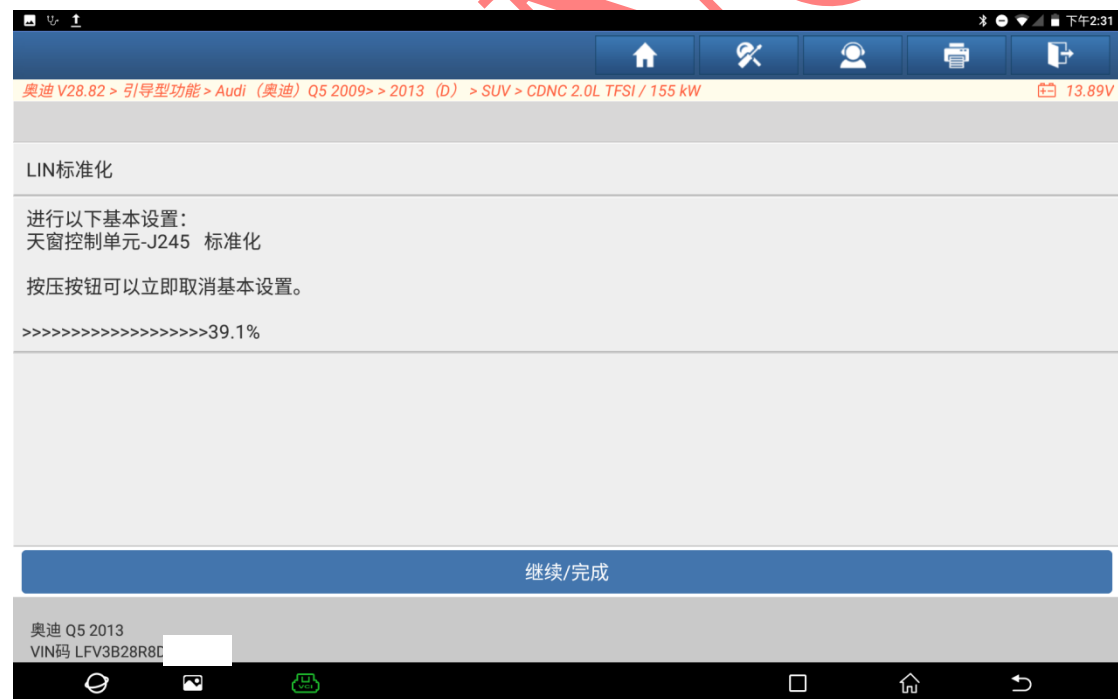 下午2:31
奥迪 V28.82 > 引导型功能 > Audi（奥迪）Q5 2009> > 2013（D） > SUV > CDNC 2.0L TFSI / 155 kW
13.89V
LIN标准化
进行以下基本设置：
天窗控制单元-J245 标准化
按压按钮可以立即取消基本设置。
>>>>>>>>>>>>>>>>>>>39.1%
继续/完成
奥迪 Q5 2013
VIN码 LFV3B28R8D
VCI